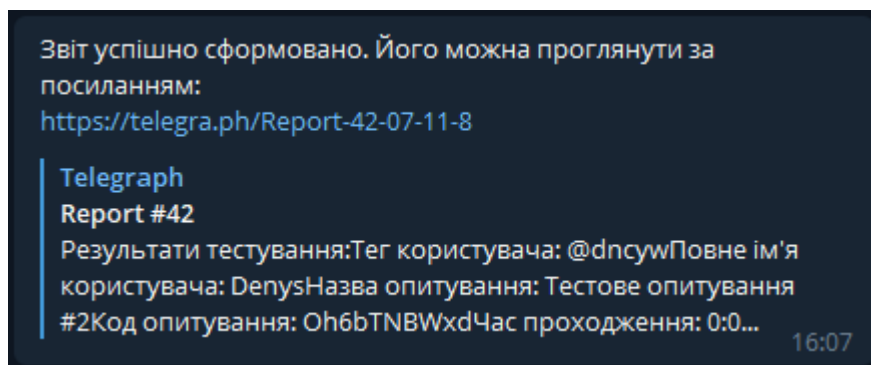 Звіт успішно сформовано. Його можна проглянути за
посиланням:
https://telegra.ph/Report-42-07-11-8
Telegraph
Report #42
Результати тестування:Тег користувача: @dncywПовне ім'я
користувача: DenysНазва опитування: Тестове опитування
#2Код опитування: Oh6bTNBWxdЧас проходження: 0:0...
16:07